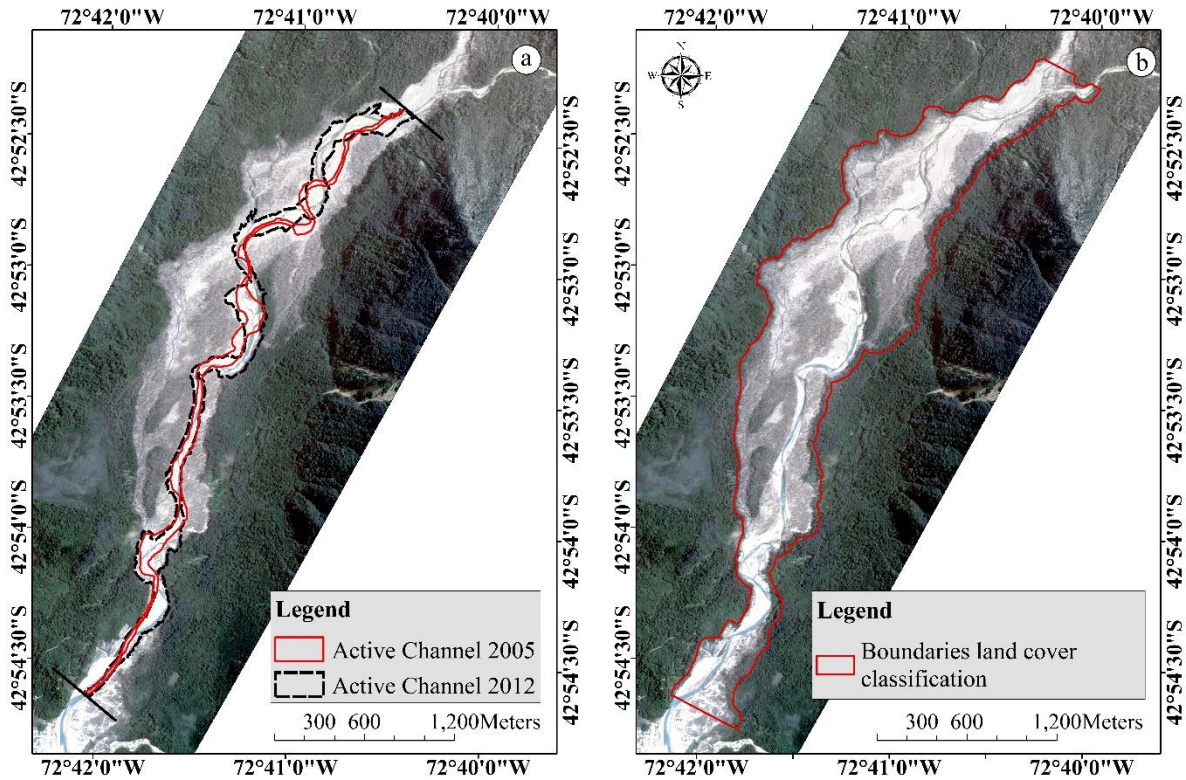 72°42'0"W 72°41'0"W 72°40'0"W
72°42'0"W 72°41'0"W 72°40'0"W
a
b
N
W E
S
42°52'30"S
42°53'0"S
42°53'30"S
42°54'0"S
42°54'30"S
42°52'30"S
42°53'0"S
42°53'30"S
42°54'0"S
42°54'30"S
42°52'30"S
42°53'0"S
42°53'30"S
42°54'0"S
42°54'30"S
42°52'30"S
42°53'0"S
42°53'30"S
42°54'0"S
42°54'30"S
Legend
Active Channel 2005
Active Channel 2012
300 600 1,200Meters
Legend
Boundaries land cover
classification
300 600 1,200Meters
72°42'0"W 72°41'0"W 72°40'0"W
72°42'0"W 72°41'0"W 72°40'0"W